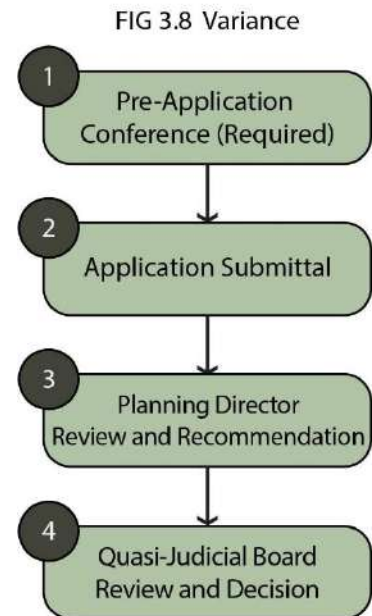 FIG 3.8 Variance
1
Pre-Application
Conference (Required)
2
Application Submittal
3
Planning Director
Review and Recommendation
4
Quasi-Judicial Board
Review and Decision